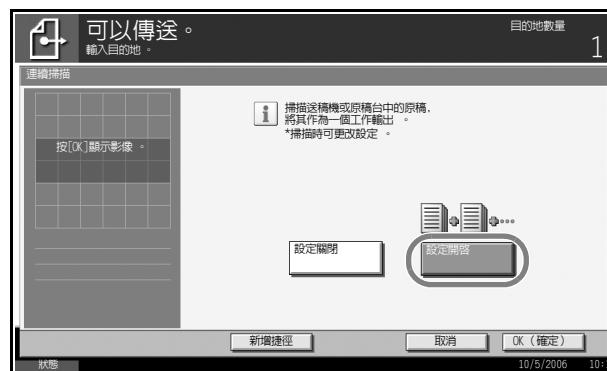 可以傳送。
輸入目的地。
目的地數量
1
連續掃描
按[OK]顯示影像。
i
掃描送稿機或原稿台中的原稿，
將其作為一個工作輸出。
*掃描時可更改設定。
設定關閉
設定開啓
新增捷徑
取消
OK（確定）
狀態
10/5/2006
10: